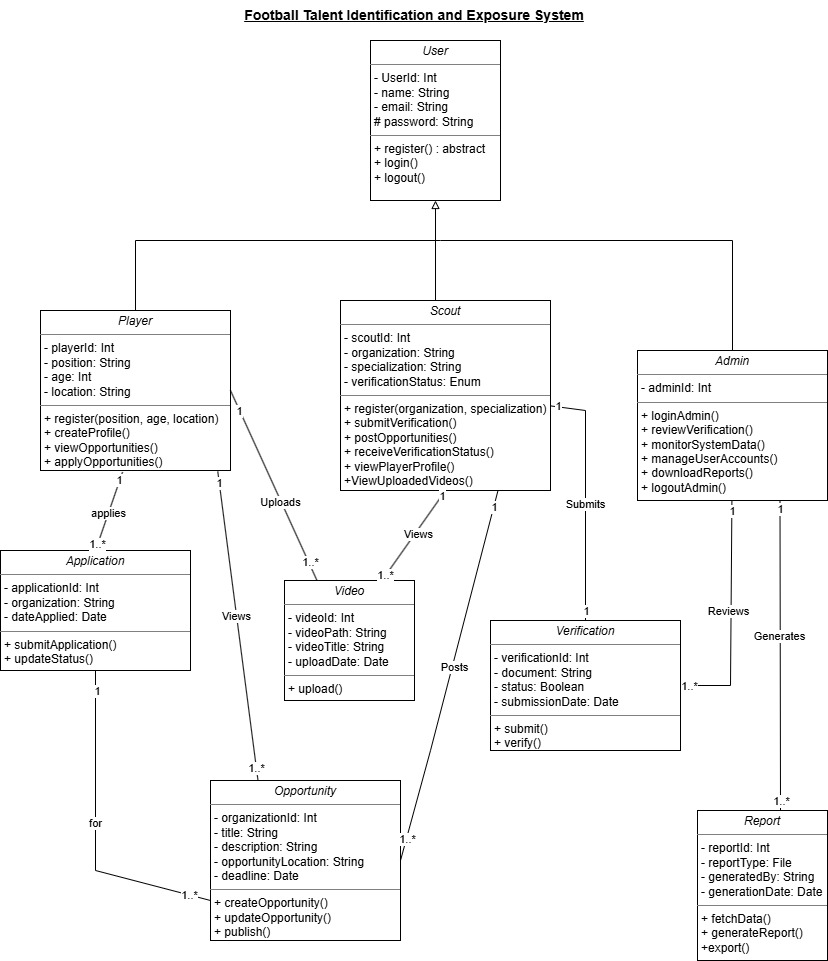 Football Talent Identification and Exposure System
User
- UserId: Int
- name: String
- email: String
# password: String
+ register() : abstract
+ login()
+ logout()
Player
- playerId: Int
- position: String
- age: Int
- location: String
+ register(position, age, location)
+ createProfile()
+ viewOpportunities()
+ applyOpportunities()
Scout
- scoutId: Int
- organization: String
- specialization: String
- verificationStatus: Enum
+ register(organization, specialization)
+ submitVerification()
+ postOpportunities()
+ receiveVerificationStatus()
+ viewPlayerProfile()
+ViewUploadedVideos()
Admin
- adminId: Int
+ loginAdmin()
+ reviewVerification()
+ monitorSystemData()
+ manageUserAccounts()
+ downloadReports()
+ logoutAdmin()
1
applies
1..*
1
Views
1..*
1
Uploads
1..*
1
Views
1..*
1
Posts
1..*
1
Submits
1
1
Reviews
1..*
1
Generates
1..*
Application
- applicationId: Int
- organization: String
- dateApplied: Date
+ submitApplication()
+ updateStatus()
1
for
1..*
Video
- videoId: Int
- videoPath: String
- videoTitle: String
- uploadDate: Date
+ upload()
Verification
- verificationId: Int
- document: String
- status: Boolean
- submissionDate: Date
+ submit()
+ verify()
Opportunity
- organizationId: Int
- title: String
- description: String
- opportunityLocation: String
- deadline: Date
+ createOpportunity()
+ updateOpportunity()
+ publish()
Report
- reportId: Int
- reportType: File
- generatedBy: String
- generationDate: Date
+ fetchData()
+ generateReport()
+export()